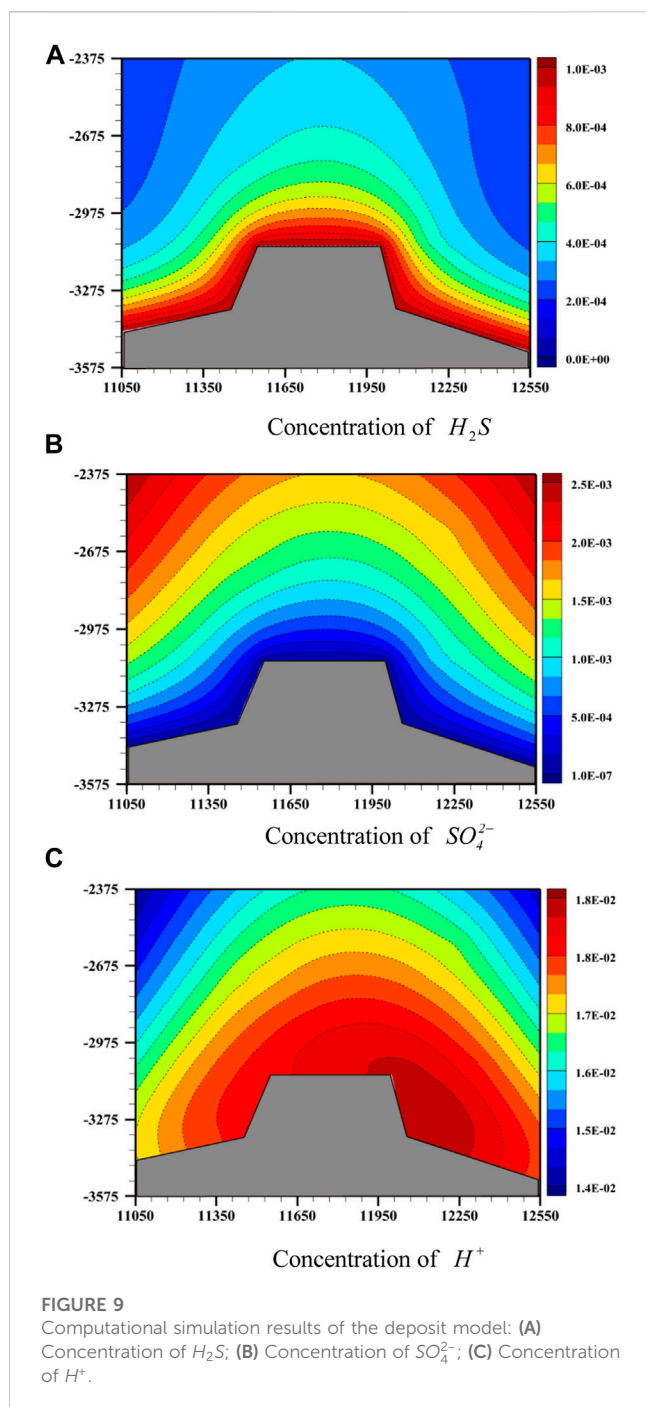 A
-2375
-2675
-2975
-3275
-3575
11050 11350 11650 11950 12250 12550
1.0E-03
8.0E-04
6.0E-04
4.0E-04
2.0E-04
0.0E+00
Concentration of H₂S
B
-2375
-2675
-2975
-3275
-3575
11050 11350 11650 11950 12250 12550
2.5E-03
2.0E-03
1.5E-03
1.0E-03
5.0E-04
1.0E-07
Concentration of SO₄²⁻
C
-2375
-2675
-2975
-3275
-3575
11050 11350 11650 11950 12250 12550
1.8E-02
1.8E-02
1.7E-02
1.6E-02
1.5E-02
1.4E-02
Concentration of H⁺
FIGURE 9
Computational simulation results of the deposit model: (A)
Concentration of H₂S; (B) Concentration of SO₄²⁻; (C) Concentration
of H⁺.